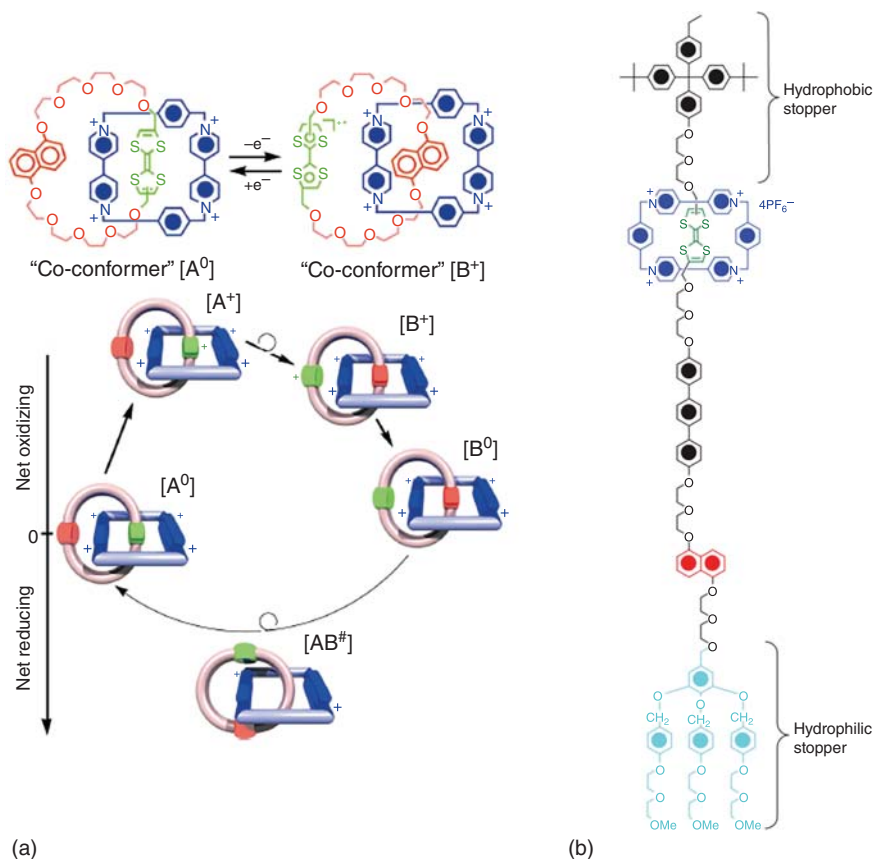 −e⁻
+e⁻
"Co-conformer" [A⁰]
"Co-conformer" [B⁺]
[A⁺]
[B⁺]
[B⁰]
[A⁰]
[AB#]
Net oxidizing
0
Net reducing
(a)
Hydrophobic
stopper
4PF₆⁻
S S
S S
N⁺ N⁺
O
O
O
O
O
O
O
O
O
O
O
CH₂ CH₂ CH₂
O O O
O O O
OMe OMe OMe
Hydrophilic
stopper
(b)